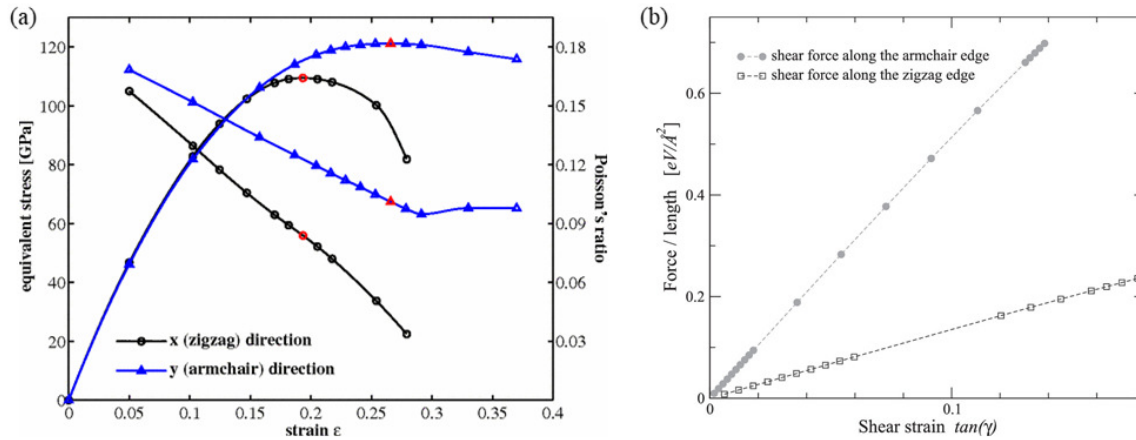 (a)
equivalent stress [GPa]
120
100
80
60
40
20
0
0.18
0.15
0.12
0.09
0.06
0.03
Poisson's ratio
x (zigzag) direction
y (armchair) direction
0
0.05
0.1
0.15
0.2
0.25
0.3
0.35
0.4
strain ε
(b)
shear force along the armchair edge
shear force along the zigzag edge
Force / length [eV/Å²]
0.6
0.4
0.2
0
0
0.1
Shear strain tan(γ)